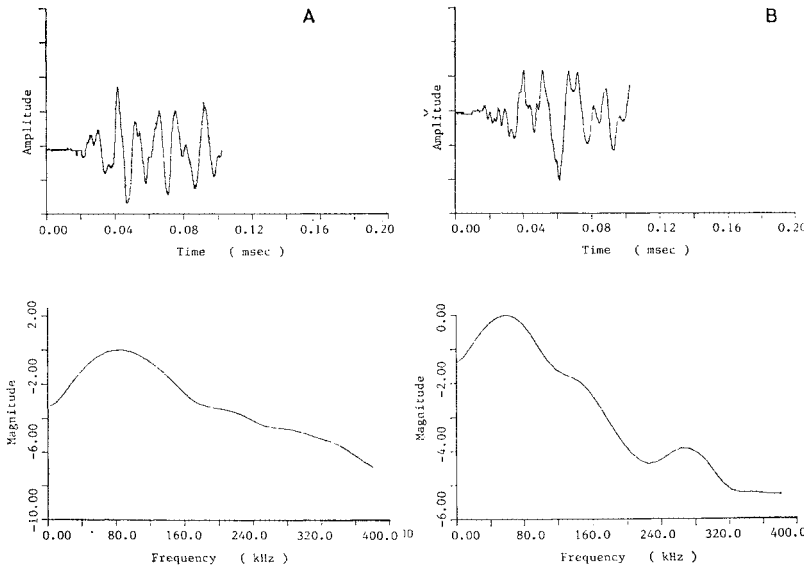 A
B
Amplitude
Amplitude
0.00 0.04 0.08 0.12 0.16 0.20
Time ( msec )
0.00 0.04 0.08 0.12 0.16 0.20
Time ( msec )
Magnitude
2.00
-2.00
-6.00
-10.00
0.00 80.0 160.0 240.0 320.0 400.0 10
Frequency ( kHz )
Magnitude
0.00
-2.00
-4.00
-6.00
0.00 80.0 160.0 240.0 320.0 400.0
Frequency ( kHz )